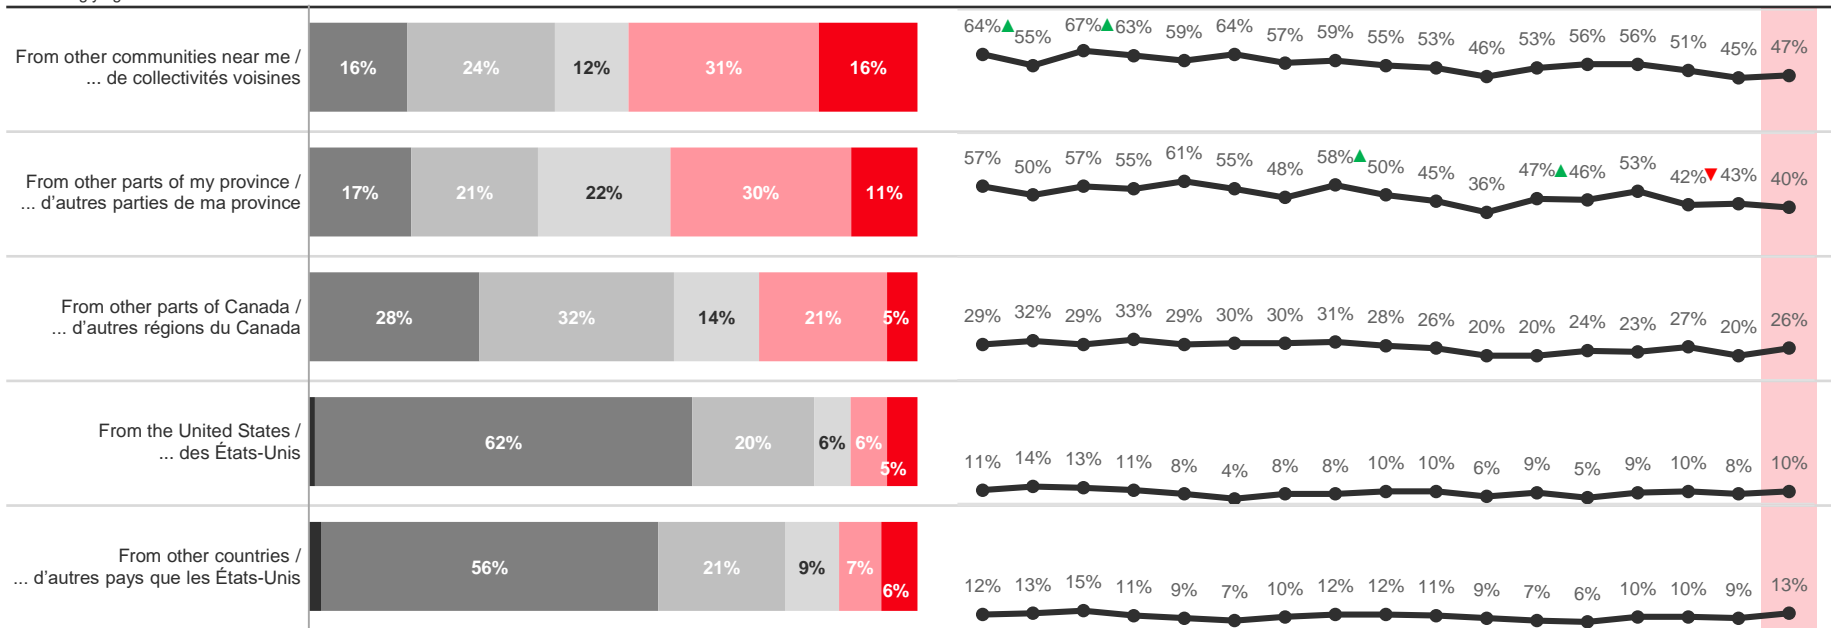 From other communities near me /
... de collectivités voisines
16% 24% 12% 31% 16%
64% 55% 67% 63% 59% 64% 57% 59% 55% 53% 46% 53% 56% 56% 51% 45% 47%
From other parts of my province /
... d'autres parties de ma province
17% 21% 22% 30% 11%
57% 50% 57% 55% 61% 55% 48% 58% 50% 45% 36% 47% 46% 53% 42% 43% 40%
From other parts of Canada /
... d'autres régions du Canada
28% 32% 14% 21% 5%
29% 32% 29% 33% 29% 30% 30% 31% 28% 26% 20% 20% 24% 23% 27% 20% 26%
From the United States /
... des États-Unis
62% 20% 6% 6% 5%
11% 14% 13% 11% 8% 4% 8% 8% 10% 10% 6% 9% 5% 9% 10% 8% 10%
From other countries /
... d'autres pays que les États-Unis
56% 21% 9% 7% 6%
12% 13% 15% 11% 9% 7% 10% 12% 12% 11% 9% 7% 6% 10% 10% 9% 13%